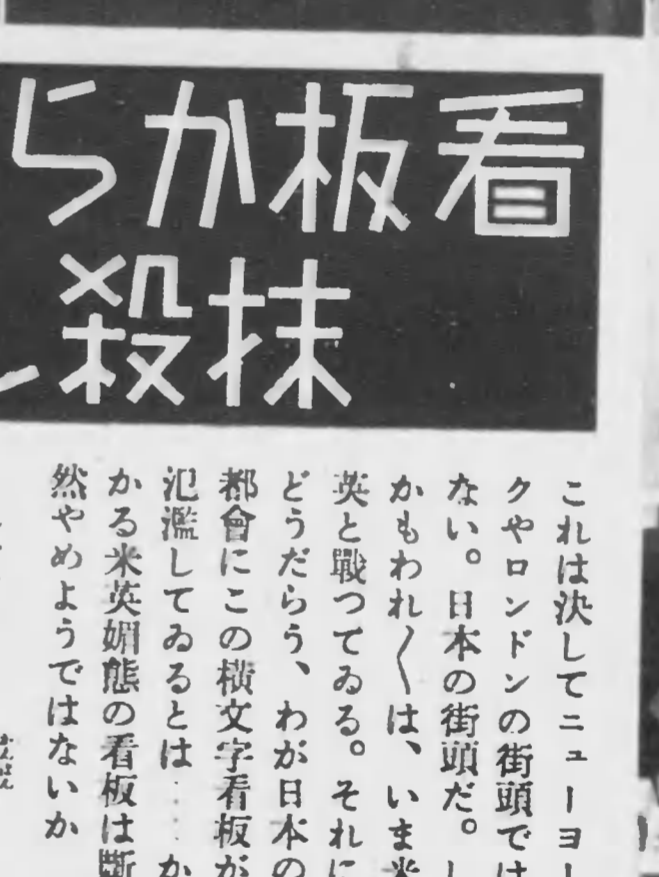 看板から
抹殺
これは決してニューヨー
クやロンドンの街頭では
ない。日本の街頭だ。し
かもわれ〱は、いま米
英と戰つてゐる。それに
どうだらう、わが日本の
都會にこの横文字看板が
氾濫してゐるとは……か
かる米英媚態の看板は斷
然やめようではないか